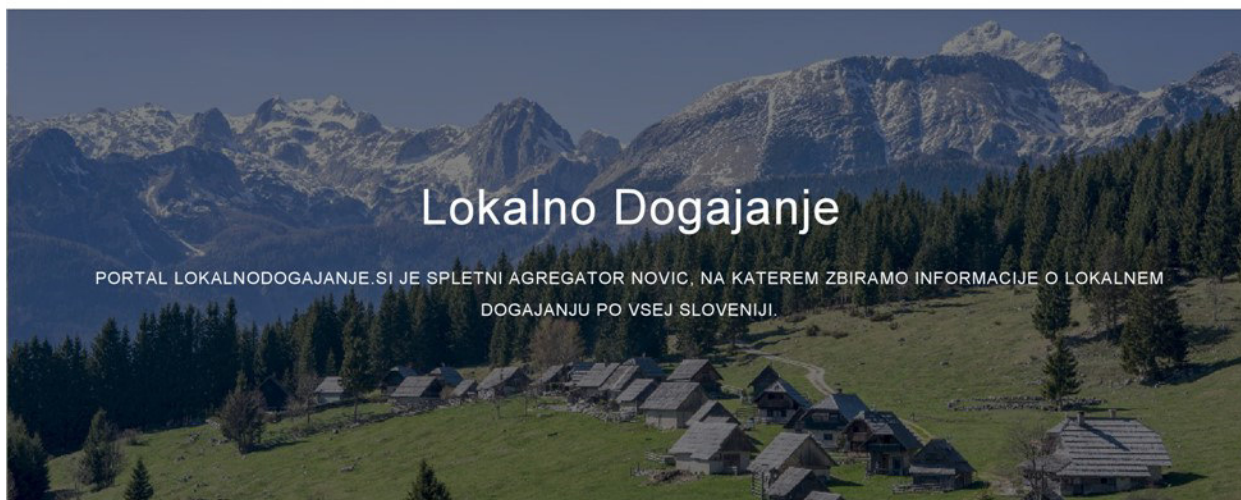 Lokalno Dogajanje
PORTAL LOKALNODOGAJANJE.SI JE SPLETNI AGREGATOR NOVIC, NA KATEREM ZBIRAMO INFORMACIJE O LOKALNEM
DOGAJANJU PO VSEJ SLOVENIJI.